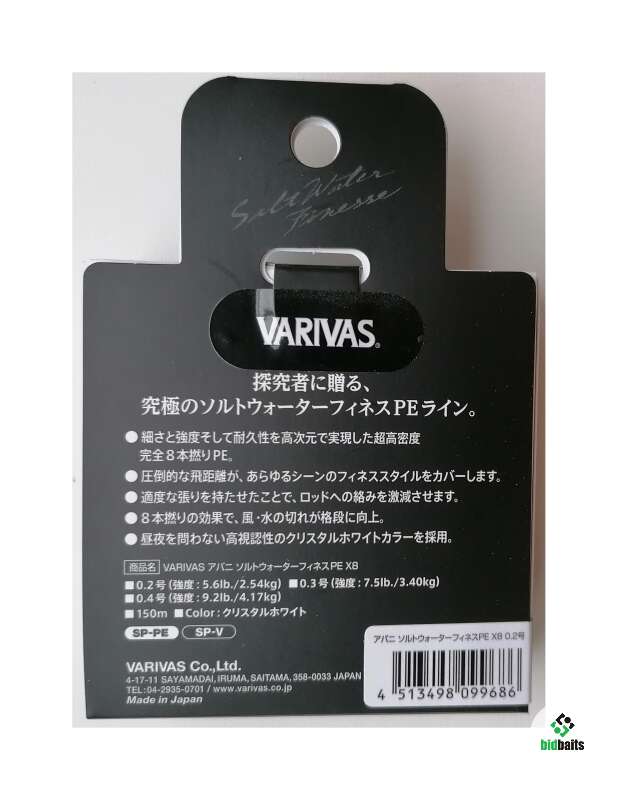 Salt Water
Finesse
VARIVAS®
探究者に贈る、
究極のソルトウォーターフィネスPEライン。
●細さと強度そして耐久性を高次元で実現した超高密度
完全8本撚りPE。
●圧倒的な飛距離が、あらゆるシーンのフィネススタイルをカバーします。
●適度な張りを持たせたことで、ロッドへの絡みを激減させます。
●8本撚りの効果で、風・水の切れが格段に向上。
●昼夜を問わない高視認性のクリスタルホワイトカラーを採用。
商品名 VARIVAS アバニ ソルトウォーターフィネスPE X8
■0.2号(強度:5.6lb./2.54kg) ■0.3号(強度:7.5lb./3.40kg)
■0.4号(強度:9.2lb./4.17kg)
■150m ■Color:クリスタルホワイト
SP-PE SP-V
VARIVAS Co.,Ltd.
4-17-11 SAYAMADAI, IRUMA, SAITAMA, 358-0033 JAPAN
TEL:04-2935-0701 / www.varivas.co.jp
Made in Japan
アバニ ソルトウォーターフィネスPE X8 0.2号
4 513498 099686
bidbaits